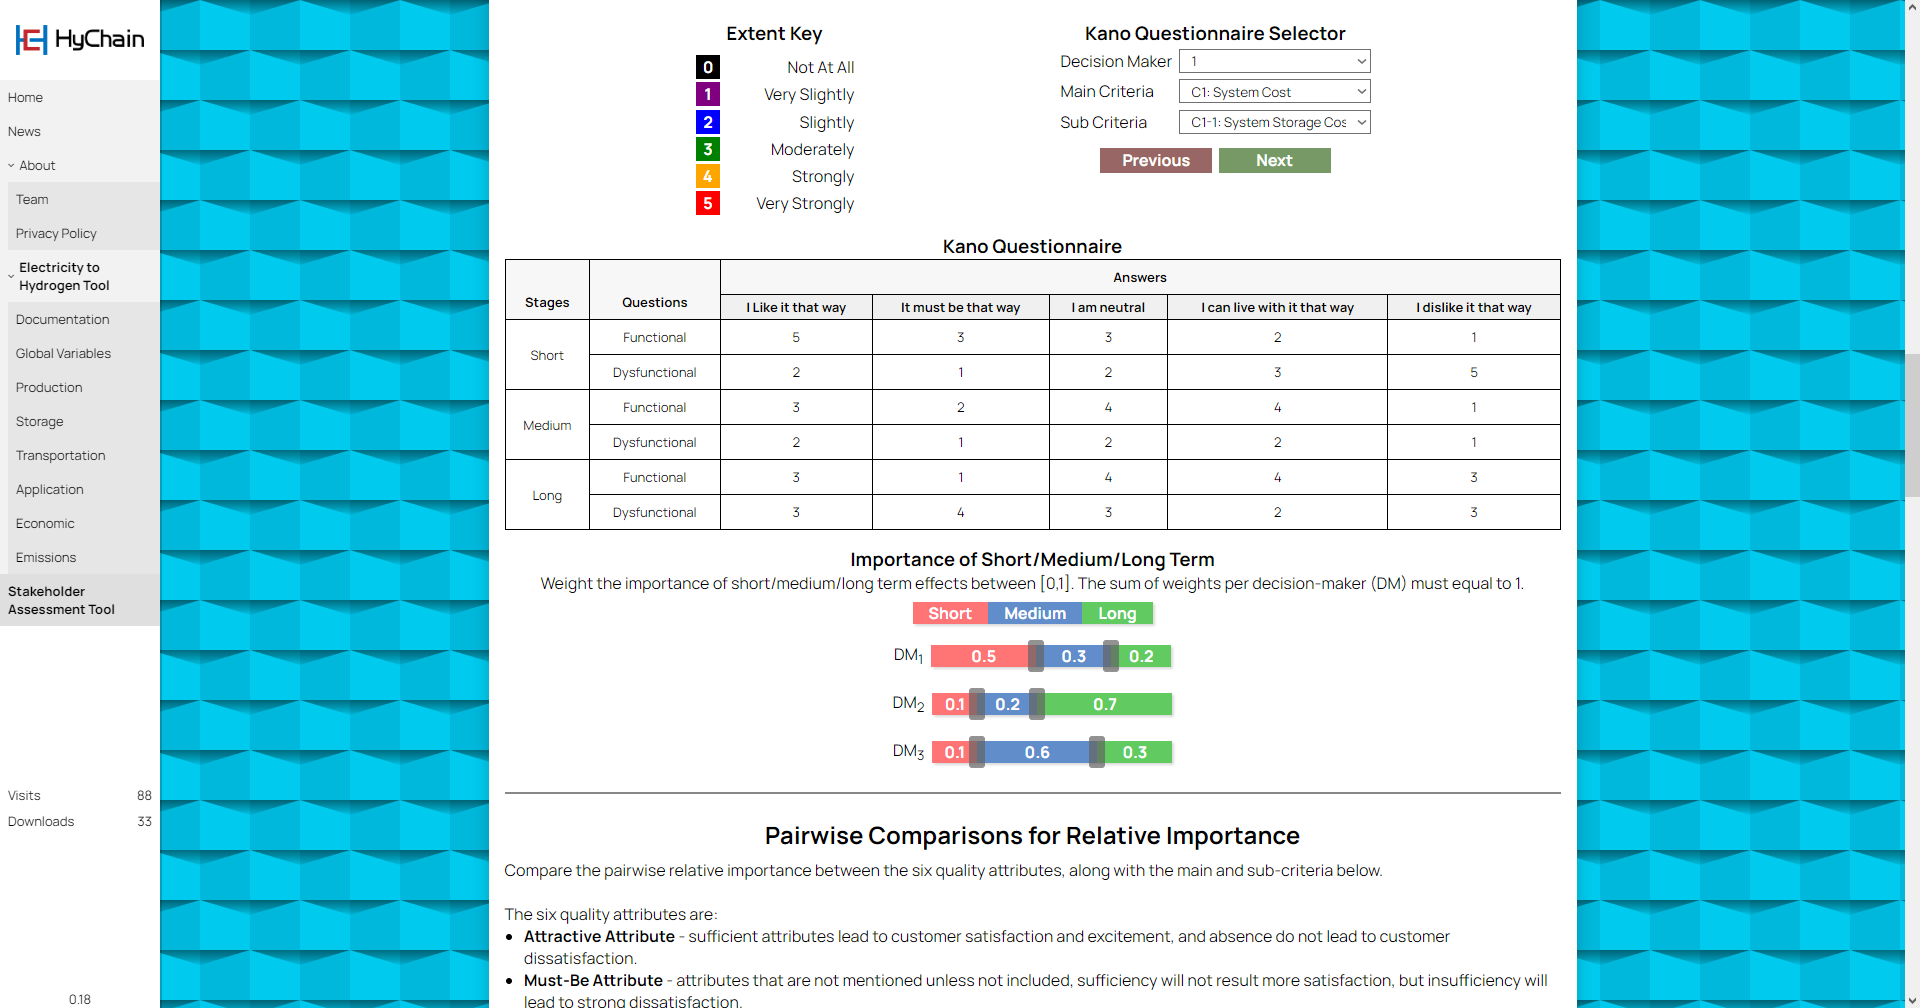 HyChain
Home
News
About
Team
Privacy Policy
Electricity to
Hydrogen Tool
Documentation
Global Variables
Production
Storage
Transportation
Application
Economic
Emissions
Stakeholder
Assessment Tool
Visits 88
Downloads 33
0.18
Extent Key
0 Not At All
1 Very Slightly
2 Slightly
3 Moderately
4 Strongly
5 Very Strongly
Kano Questionnaire Selector
Decision Maker 1
Main Criteria C1: System Cost
Sub Criteria C1-1: System Storage Cos
Previous Next
Kano Questionnaire
Stages Questions Answers
I Like it that way It must be that way I am neutral I can live with it that way I dislike it that way
Short Functional 5 3 3 2 1
Dysfunctional 2 1 2 3 5
Medium Functional 3 2 4 4 1
Dysfunctional 2 1 2 2 1
Long Functional 3 1 4 4 3
Dysfunctional 3 4 3 2 3
Importance of Short/Medium/Long Term
Weight the importance of short/medium/long term effects between [0,1]. The sum of weights per decision-maker (DM) must equal to 1.
Short Medium Long
DM1 0.5 0.3 0.2
DM2 0.1 0.2 0.7
DM3 0.1 0.6 0.3
Pairwise Comparisons for Relative Importance
Compare the pairwise relative importance between the six quality attributes, along with the main and sub-criteria below.
The six quality attributes are:
• Attractive Attribute - sufficient attributes lead to customer satisfaction and excitement, and absence do not lead to customer
dissatisfaction.
• Must-Be Attribute - attributes that are not mentioned unless not included, sufficiency will not result more satisfaction, but insufficiency will
lead to strong dissatisfaction.